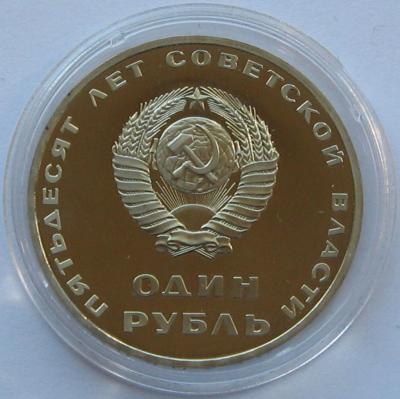 ПЯТЬДЕСЯТ ЛЕТ СОВЕТСКОЙ ВЛАСТИ
ОДИН
РУБЛЬ